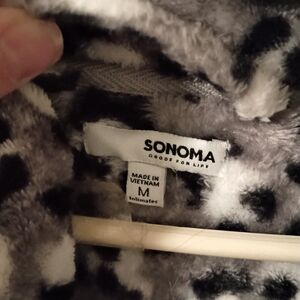 SONOMA
GOODS FOR LIFE
MADE IN
VIETNAM
M
Intimates